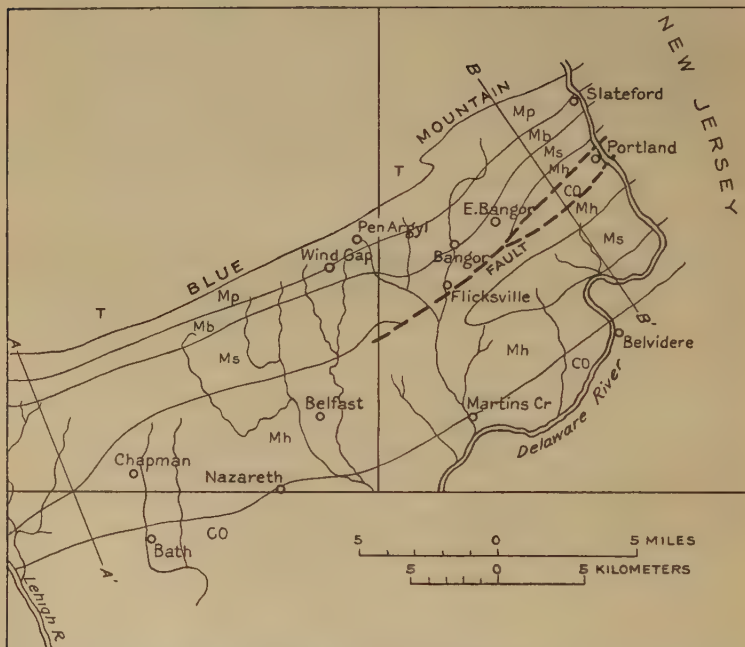 NEW JERSEY
B
Slateford
MOUNTAIN
Mp
Mb
Portland
Ms
Mh
CO
T
E.Bangor
Mh
Pen Argyl
Ms
Bangor
Wind Gap
FAULT
BLUE
Flicksville
T
Mp
B'
Mb
Belvidere
A
Ms
Mh
CO
Belfast
Martins Cr
Delaware River
Mh
Chapman
Nazareth
CO
Bath
5 0 5 MILES
5 0 5 KILOMETERS
A'
Lehigh R.